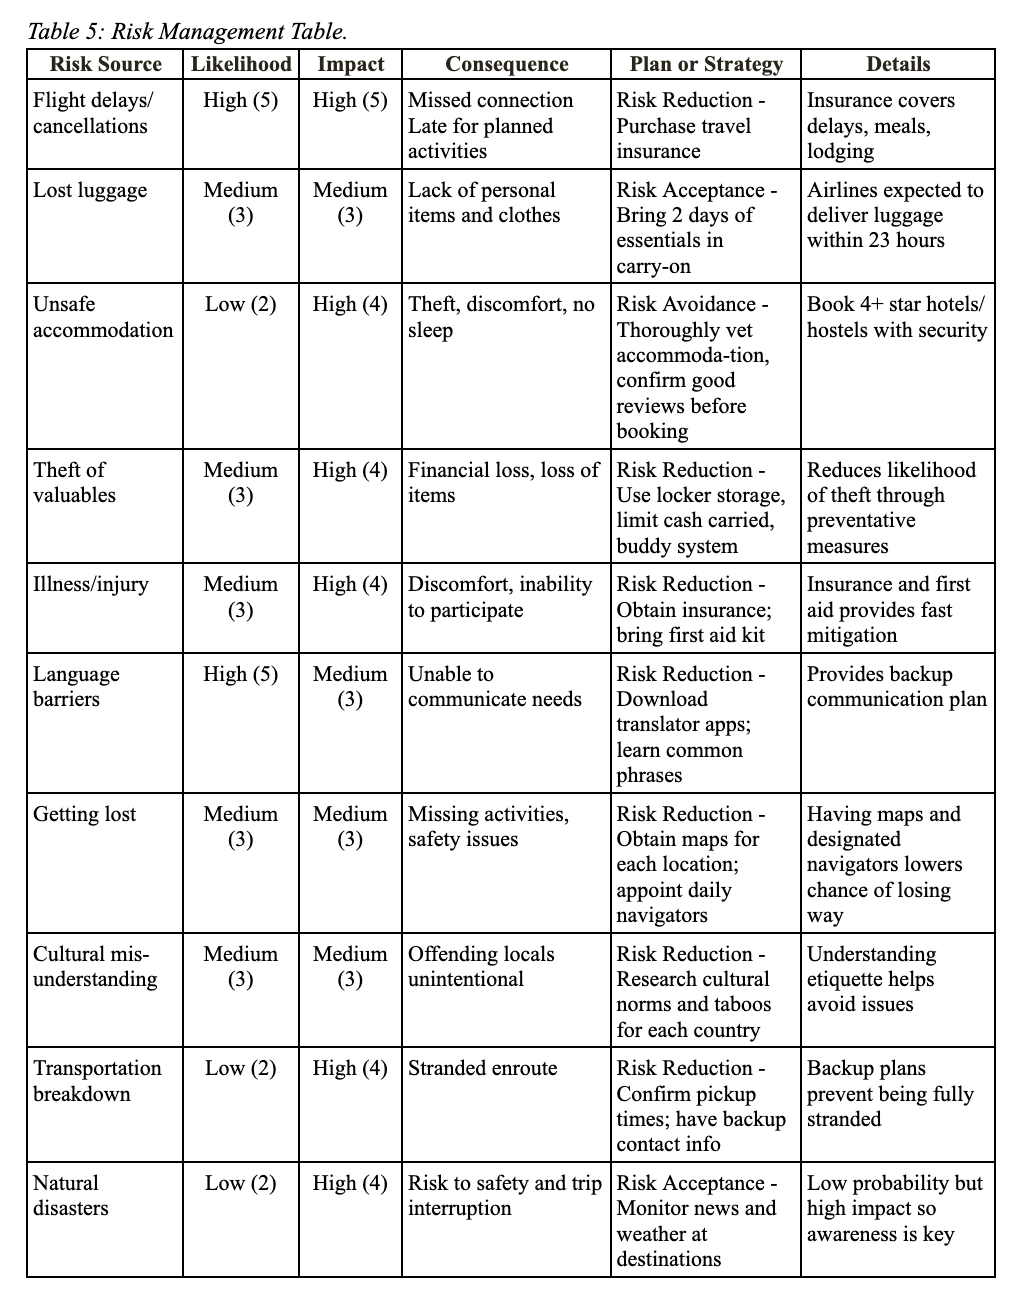 Table 5: Risk Management Table.
Risk Source Likelihood Impact Consequence Plan or Strategy Details
Flight delays/
cancellations
High (5)
High (5)
Missed connection
Late for planned
activities
Risk Reduction -
Purchase travel
insurance
Insurance covers
delays, meals,
lodging
Lost luggage
Medium
(3)
Medium
(3)
Lack of personal
items and clothes
Risk Acceptance -
Bring 2 days of
essentials in
carry-on
Airlines expected to
deliver luggage
within 23 hours
Unsafe
accommodation
Low (2)
High (4)
Theft, discomfort, no
sleep
Risk Avoidance -
Thoroughly vet
accommoda-tion,
confirm good
reviews before
booking
Book 4+ star hotels/
hostels with security
Theft of
valuables
Medium
(3)
High (4)
Financial loss, loss of
items
Risk Reduction -
Use locker storage,
limit cash carried,
buddy system
Reduces likelihood
of theft through
preventative
measures
Illness/injury
Medium
(3)
High (4)
Discomfort, inability
to participate
Risk Reduction -
Obtain insurance;
bring first aid kit
Insurance and first
aid provides fast
mitigation
Language
barriers
High (5)
Medium
(3)
Unable to
communicate needs
Risk Reduction -
Download
translator apps;
learn common
phrases
Provides backup
communication plan
Getting lost
Medium
(3)
Medium
(3)
Missing activities,
safety issues
Risk Reduction -
Obtain maps for
each location;
appoint daily
navigators
Having maps and
designated
navigators lowers
chance of losing
way
Cultural mis-
understanding
Medium
(3)
Medium
(3)
Offending locals
unintentional
Risk Reduction -
Research cultural
norms and taboos
for each country
Understanding
etiquette helps
avoid issues
Transportation
breakdown
Low (2)
High (4)
Stranded enroute
Risk Reduction -
Confirm pickup
times; have backup
contact info
Backup plans
prevent being fully
stranded
Natural
disasters
Low (2)
High (4)
Risk to safety and trip
interruption
Risk Acceptance -
Monitor news and
weather at
destinations
Low probability but
high impact so
awareness is key